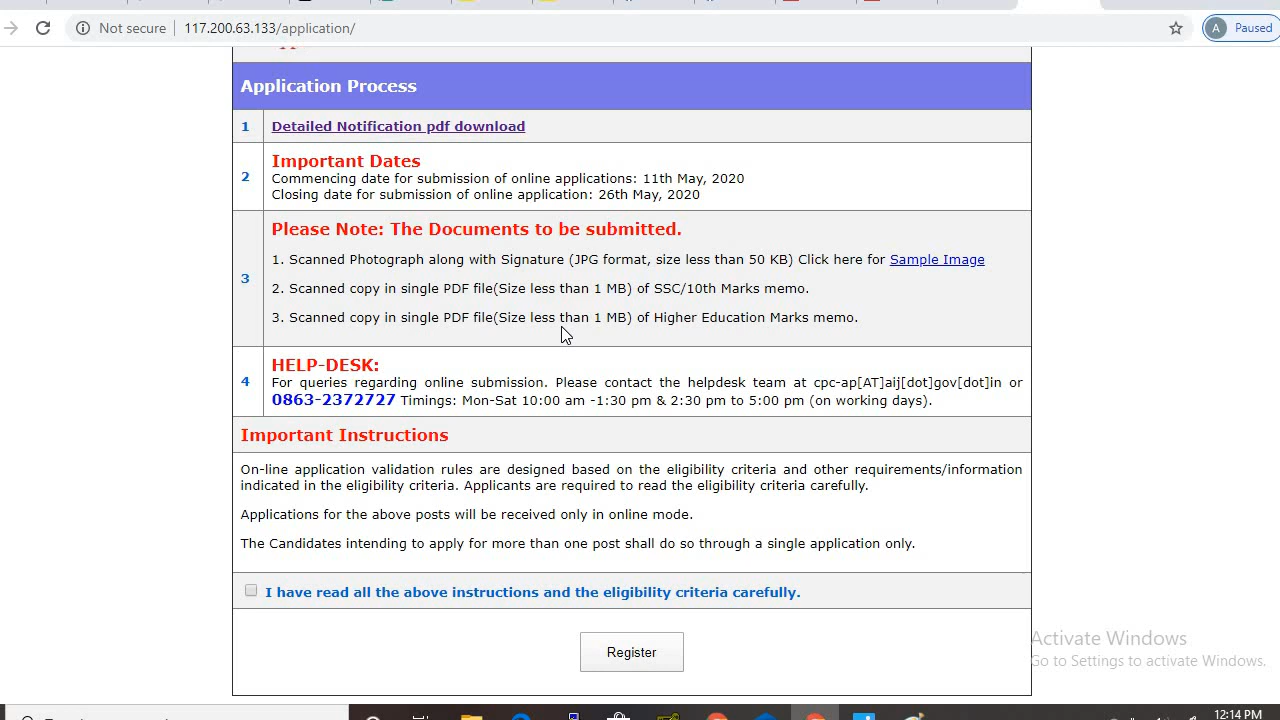 Not secure
117.200.63.133/application/
A
Paused
Application Process
1
Detailed Notification pdf download
2
Important Dates
Commencing date for submission of online applications: 11th May, 2020
Closing date for submission of online application: 26th May, 2020
3
Please Note: The Documents to be submitted.
1. Scanned Photograph along with Signature (JPG format, size less than 50 KB) Click here for Sample Image
2. Scanned copy in single PDF file(Size less than 1 MB) of SSC/10th Marks memo.
3. Scanned copy in single PDF file(Size less than 1 MB) of Higher Education Marks memo.
4
HELP-DESK:
For queries regarding online submission. Please contact the helpdesk team at cpc-ap[AT]aij[dot]gov[dot]in or
0863-2372727 Timings: Mon-Sat 10:00 am -1:30 pm & 2:30 pm to 5:00 pm (on working days).
Important Instructions
On-line application validation rules are designed based on the eligibility criteria and other requirements/information
indicated in the eligibility criteria. Applicants are required to read the eligibility criteria carefully.
Applications for the above posts will be received only in online mode.
The Candidates intending to apply for more than one post shall do so through a single application only.
I have read all the above instructions and the eligibility criteria carefully.
Register
Activate Windows
Go to Settings to activate Windows.
12:14 PM